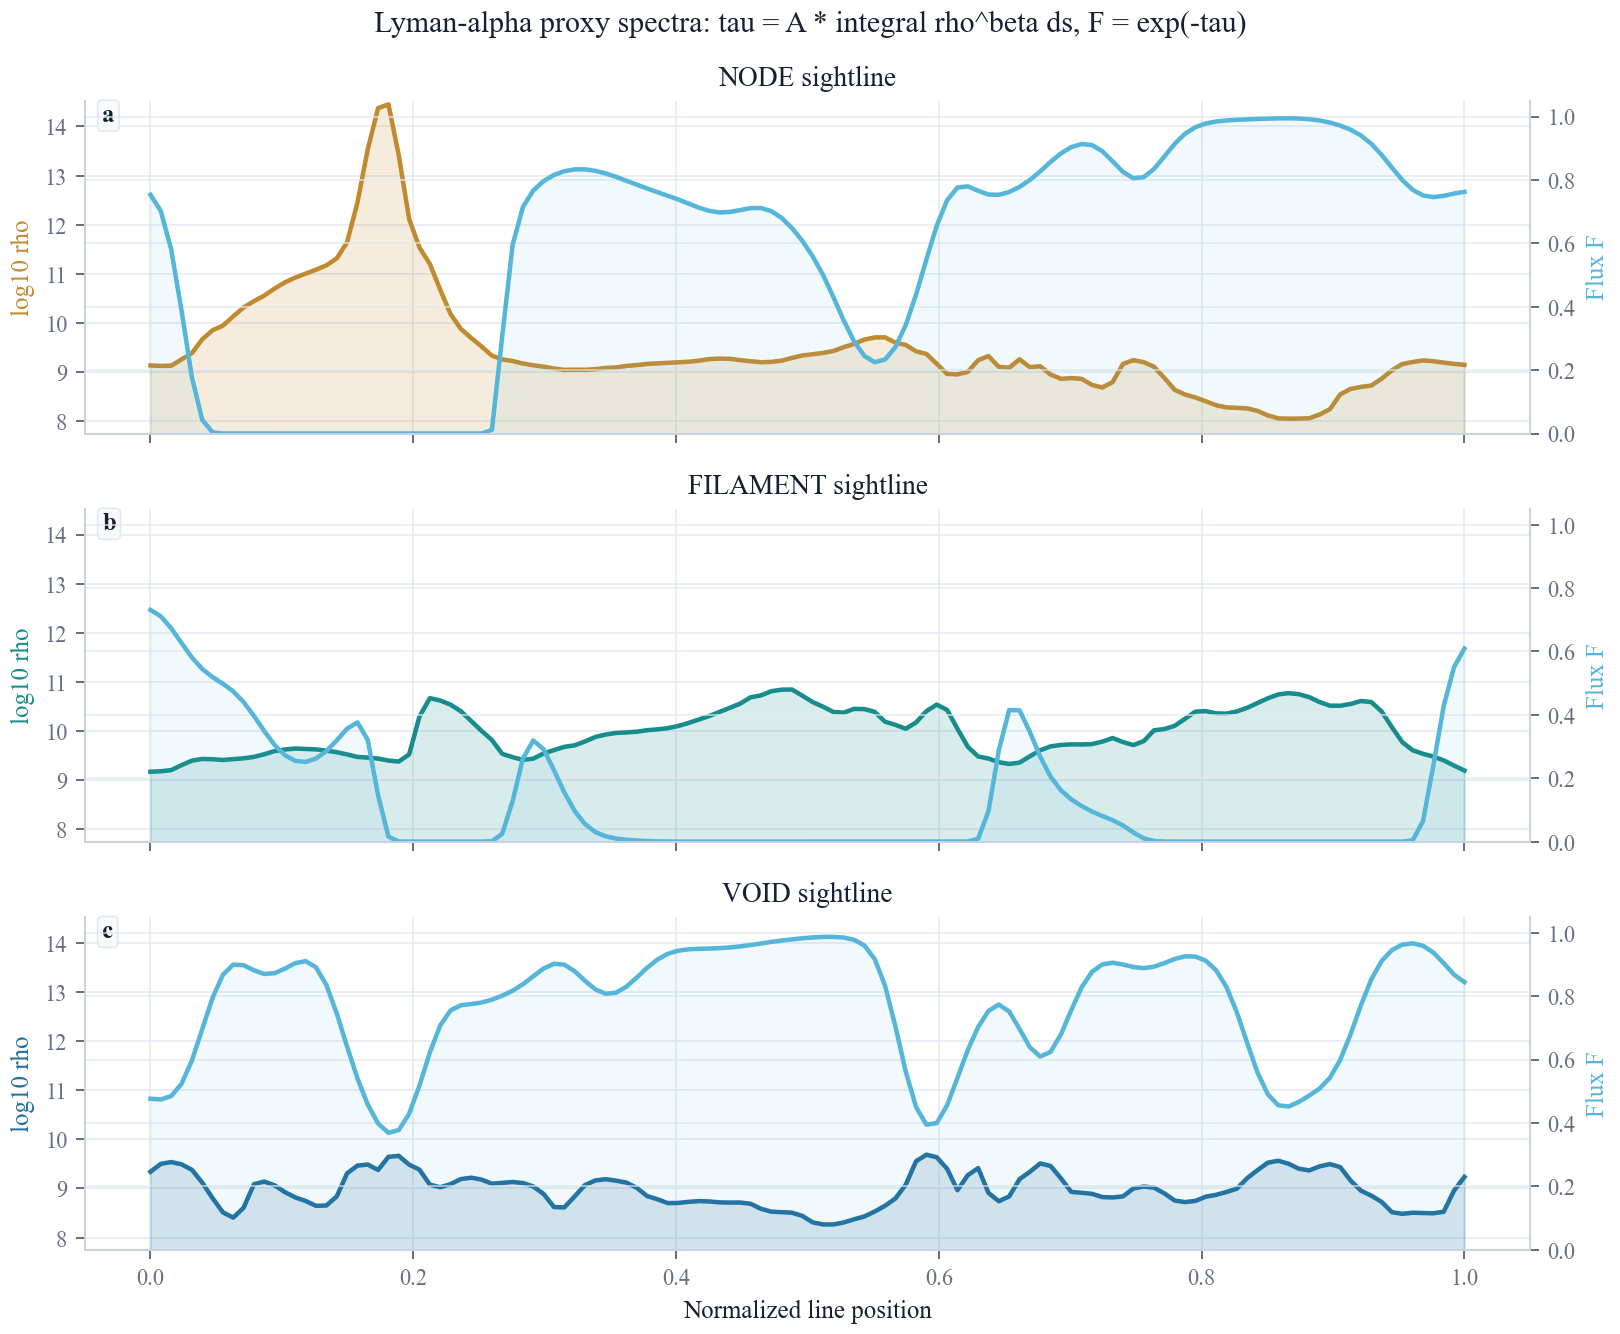 Lyman-alpha proxy spectra: tau = A * integral rho^beta ds, F = exp(-tau)
NODE sightline
a
14
13
12
11
10
9
8
log10 rho
1.0
0.8
0.6
0.4
0.2
0.0
Flux F
FILAMENT sightline
b
14
13
12
11
10
9
8
log10 rho
1.0
0.8
0.6
0.4
0.2
0.0
Flux F
VOID sightline
c
14
13
12
11
10
9
8
log10 rho
1.0
0.8
0.6
0.4
0.2
0.0
Flux F
0.0 0.2 0.4 0.6 0.8 1.0
Normalized line position